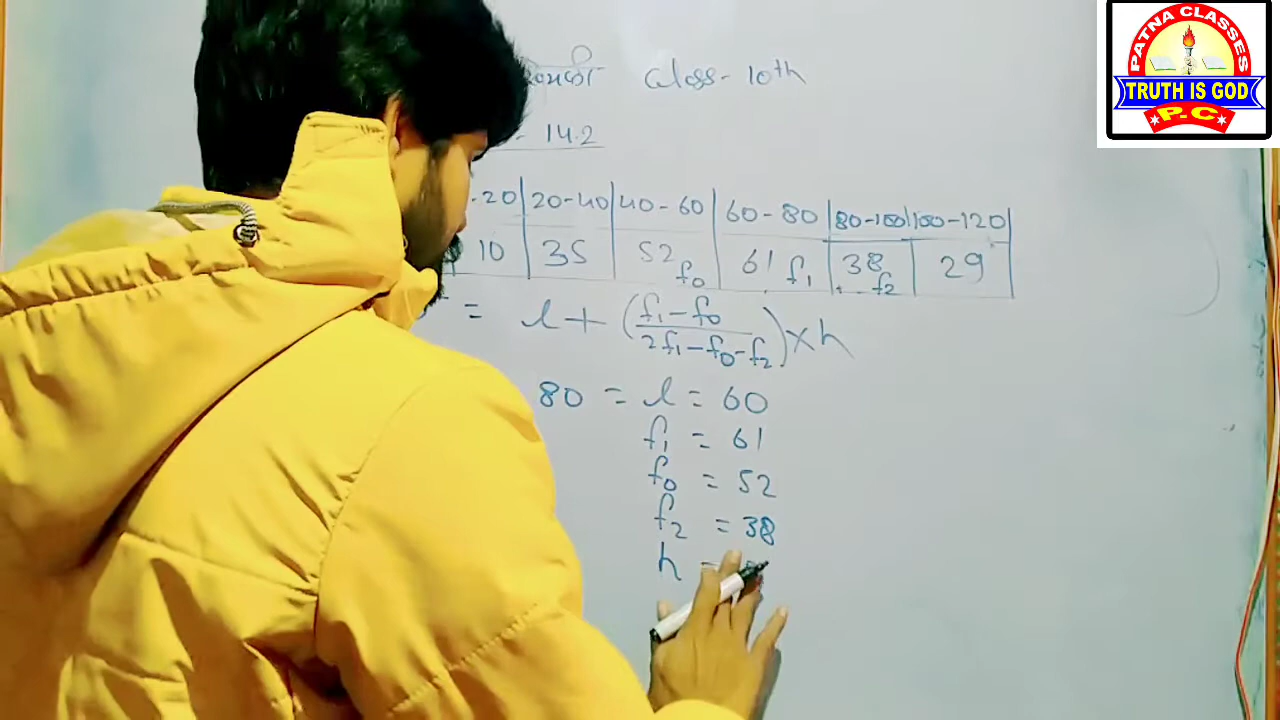 PATNA CLASSES
TRUTH IS GOD
P.C
Class - 10th
- 14.2
-20 20-40 40-60 60-80 80-100 100-120
10 35 52 f₀ 61 f₁ 38 f₂ 29
= l + (f₁-f₀ / 2f₁-f₀-f₂) × h
80 = l = 60
f₁ = 61
f₀ = 52
f₂ = 38
h =